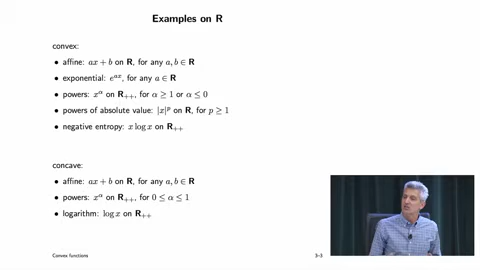 Examples on R
convex:
• affine: ax + b on R, for any a, b ∈ R
• exponential: e^{ax}, for any a ∈ R
• powers: x^α on R₊₊, for α ≥ 1 or α ≤ 0
• powers of absolute value: |x|^p on R, for p ≥ 1
• negative entropy: x log x on R₊₊
concave:
• affine: ax + b on R, for any a, b ∈ R
• powers: x^α on R₊₊, for 0 ≤ α ≤ 1
• logarithm: log x on R₊₊
Convex functions 3–3